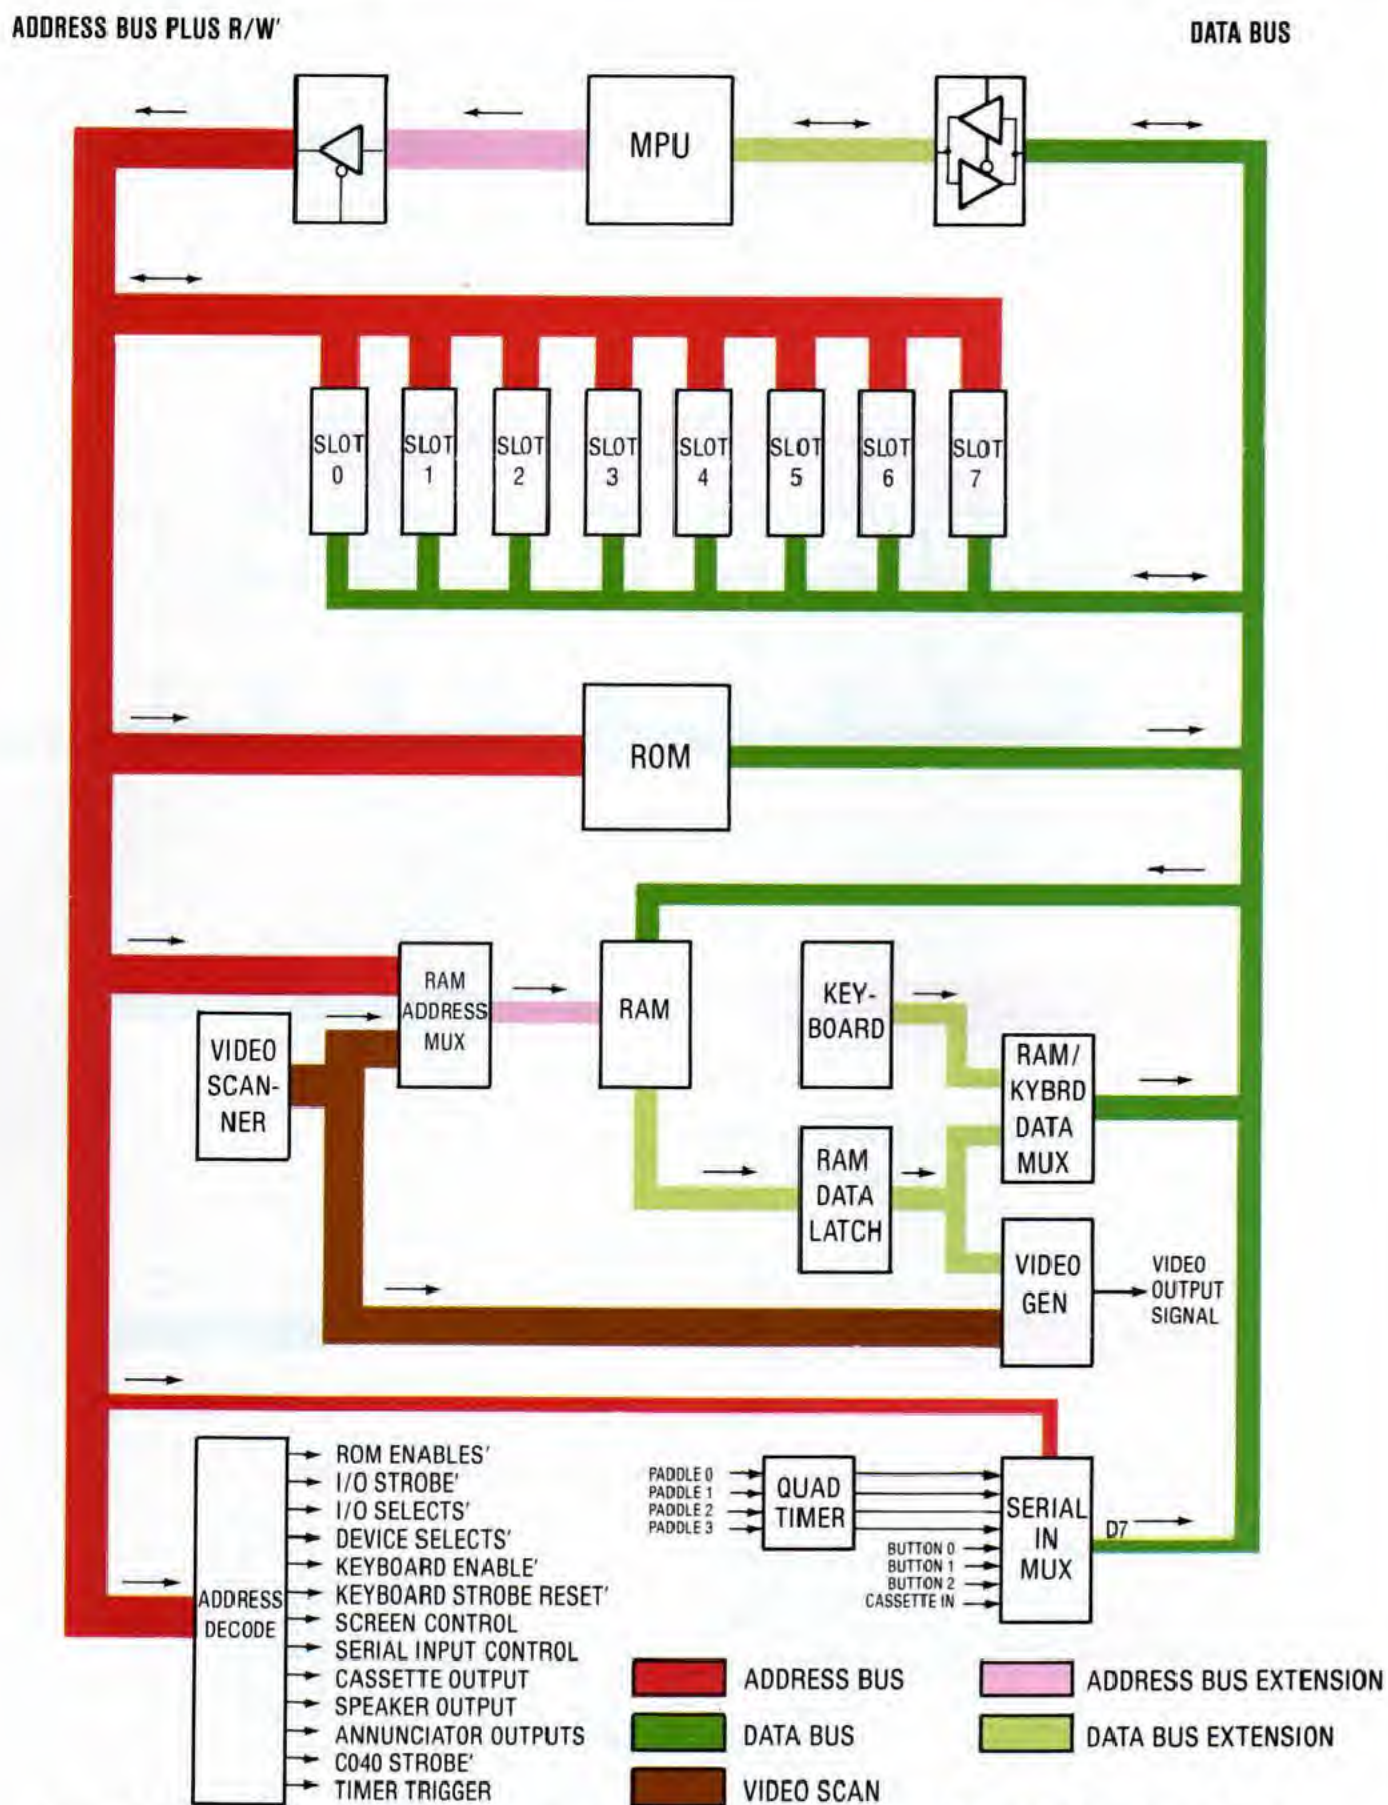 ADDRESS BUS PLUS R/W'
DATA BUS
MPU
SLOT
0
SLOT
1
SLOT
2
SLOT
3
SLOT
4
SLOT
5
SLOT
6
SLOT
7
ROM
RAM
ADDRESS
MUX
RAM
KEY-
BOARD
VIDEO
SCAN-
NER
RAM/
KYBRD
DATA
MUX
RAM
DATA
LATCH
VIDEO
GEN
VIDEO
OUTPUT
SIGNAL
ADDRESS
DECODE
ROM ENABLES'
I/O STROBE'
I/O SELECTS'
DEVICE SELECTS'
KEYBOARD ENABLE'
KEYBOARD STROBE RESET'
SCREEN CONTROL
SERIAL INPUT CONTROL
CASSETTE OUTPUT
SPEAKER OUTPUT
ANNUNCIATOR OUTPUTS
C040 STROBE'
TIMER TRIGGER
PADDLE 0
PADDLE 1
PADDLE 2
PADDLE 3
QUAD
TIMER
BUTTON 0
BUTTON 1
BUTTON 2
CASSETTE IN
SERIAL
IN
MUX
D7
ADDRESS BUS
DATA BUS
VIDEO SCAN
ADDRESS BUS EXTENSION
DATA BUS EXTENSION